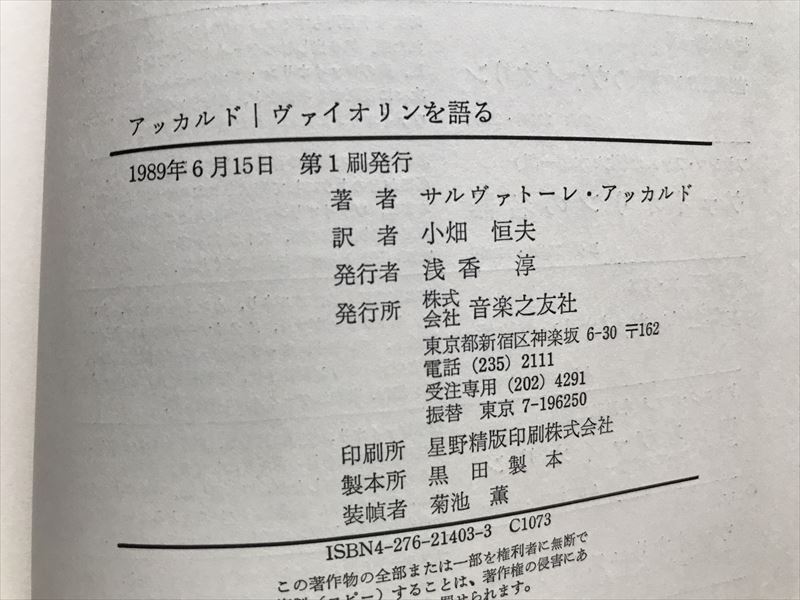 アッカルド|ヴァイオリンを語る
1989年6月15日 第1刷発行
著 者 サルヴァトーレ・アッカルド
訳 者 小畑 恒夫
発行者 浅香 淳
発行所 株式会社 音楽之友社
東京都新宿区神楽坂 6-30 〒162
電話 (235) 2111
受注専用 (202) 4291
振替 東京 7-196250
印刷所 星野精版印刷株式会社
製本所 黒田製本
装幀者 菊池 薫
ISBN4-276-21403-3 C1073
この著作物の全部または一部を権利者に無断で
(コピー)することは、著作権の侵害にあ
せられます。